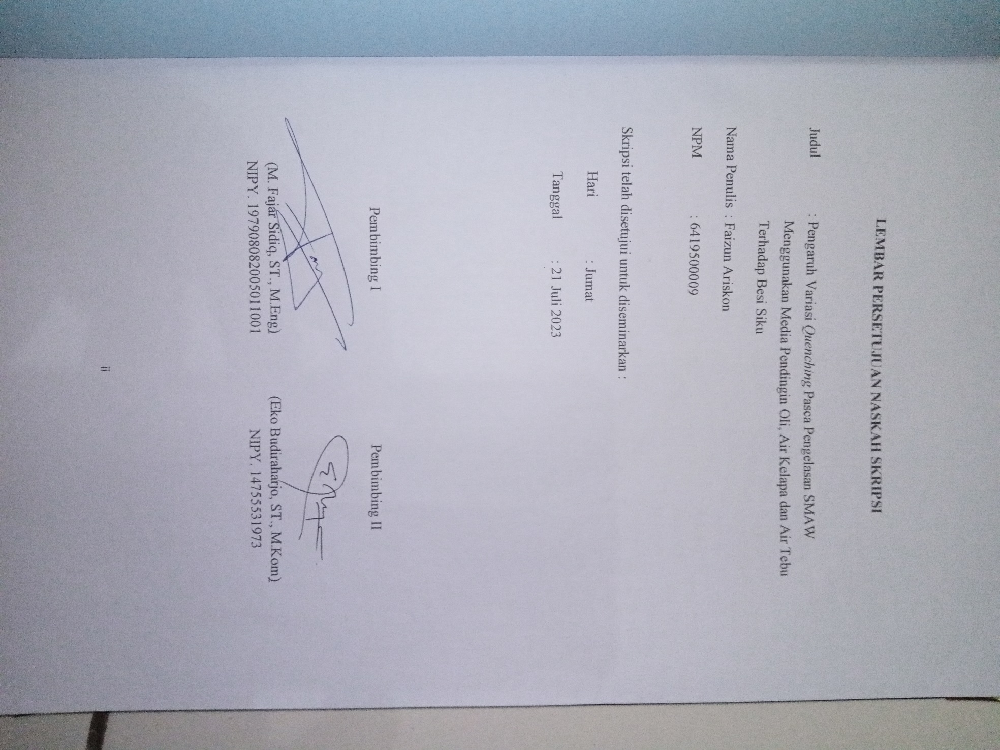 LEMBAR PERSETUJUAN NASKAH SKRIPSI
Judul : Pengaruh Variasi Quenching Pasca Pengelasan SMAW
Menggunakan Media Pendingin Oli, Air Kelapa dan Air Tebu
Terhadap Besi Siku
Nama Penulis : Faizun Ariskon
NPM : 6419500009
Skripsi telah disetujui untuk diseminarkan :
Hari : Jumat
Tanggal : 21 Juli 2023
Pembimbing I Pembimbing II
(M. Fajar Sidiq, ST., M.Eng) (Eko Budiraharjo, ST., M.Kom)
NIPY. 197908082005011001 NIPY. 14755531973
ii